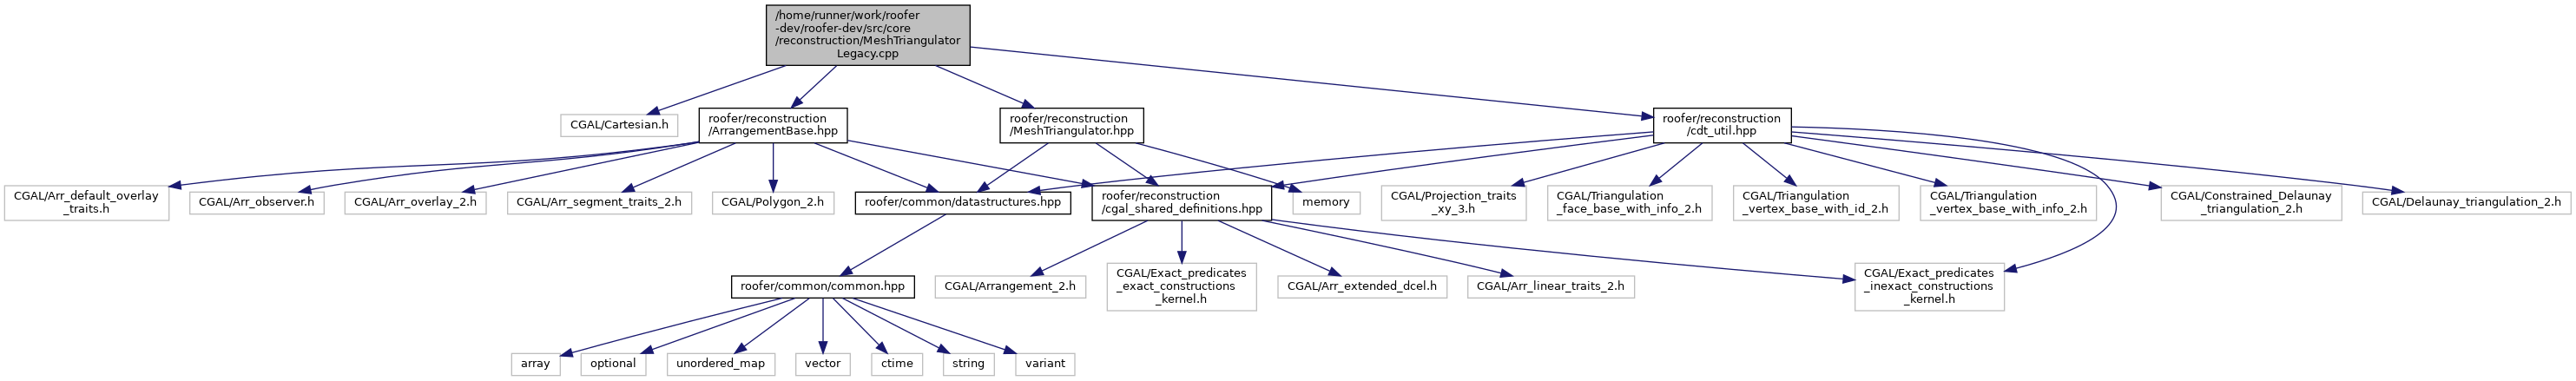 /home/runner/work/roofer
-dev/roofer-dev/src/core
/reconstruction/MeshTriangulator
Legacy.cpp
CGAL/Cartesian.h
roofer/reconstruction
/ArrangementBase.hpp
roofer/reconstruction
/MeshTriangulator.hpp
roofer/reconstruction
/cdt_util.hpp
CGAL/Arr_default_overlay
_traits.h
CGAL/Arr_observer.h
CGAL/Arr_overlay_2.h
CGAL/Arr_segment_traits_2.h
CGAL/Polygon_2.h
roofer/common/datastructures.hpp
roofer/reconstruction
/cgal_shared_definitions.hpp
memory
CGAL/Projection_traits
_xy_3.h
CGAL/Triangulation
_face_base_with_info_2.h
CGAL/Triangulation
_vertex_base_with_id_2.h
CGAL/Triangulation
_vertex_base_with_info_2.h
CGAL/Constrained_Delaunay
_triangulation_2.h
CGAL/Delaunay_triangulation_2.h
roofer/common/common.hpp
CGAL/Arrangement_2.h
CGAL/Exact_predicates
_exact_constructions
_kernel.h
CGAL/Arr_extended_dcel.h
CGAL/Arr_linear_traits_2.h
CGAL/Exact_predicates
_inexact_constructions
_kernel.h
array
optional
unordered_map
vector
ctime
string
variant